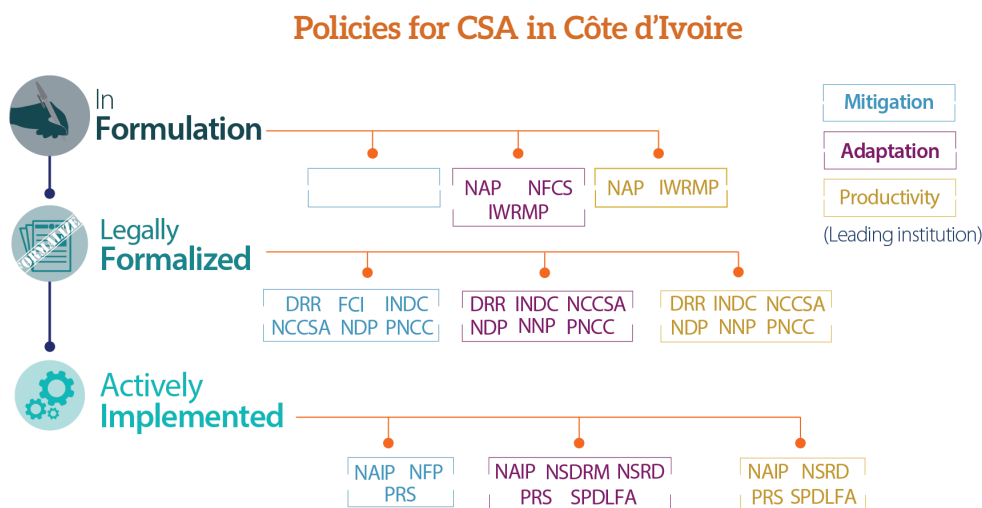 Policies for CSA in Côte d'Ivoire
In
Formulation
Mitigation
Adaptation
Productivity
(Leading institution)
NAP NFCS
IWRMP
NAP IWRMP
FORMALIZE
Legally
Formalized
DRR FCI INDC
NCCSA NDP PNCC
DRR INDC NCCSA
NDP NNP PNCC
DRR INDC NCCSA
NDP NNP PNCC
Actively
Implemented
NAIP NFP
PRS
NAIP NSDRM NSRD
PRS SPDLFA
NAIP NSRD
PRS SPDLFA